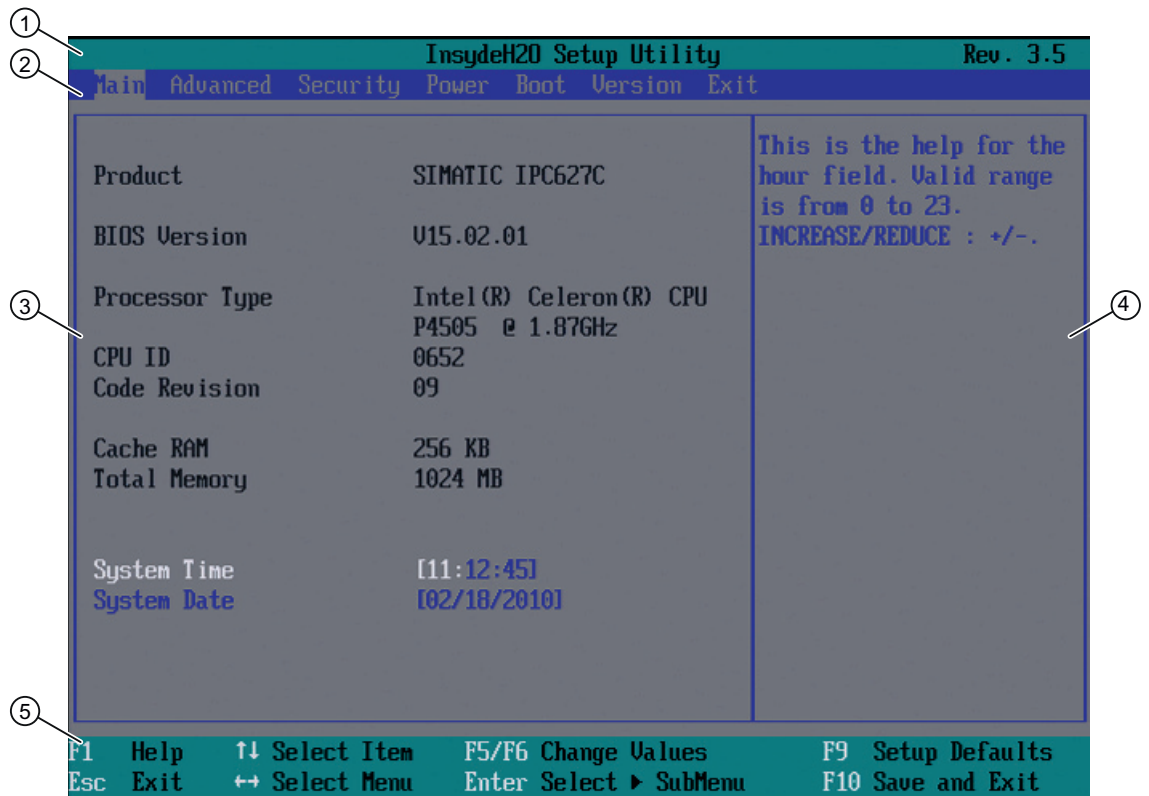 1
InsydeH2O Setup Utility Rev. 3.5
2
Main Advanced Security Power Boot Version Exit
This is the help for the
hour field. Valid range
is from 0 to 23.
INCREASE/REDUCE : +/-.
Product SIMATIC IPC627C
BIOS Version V15.02.01
3
4
Processor Type Intel(R) Celeron(R) CPU
P4505 @ 1.87GHz
CPU ID 0652
Code Revision 09
Cache RAM 256 KB
Total Memory 1024 MB
System Time [11:12:45]
System Date [02/18/2010]
5
F1 Help ↑↓ Select Item F5/F6 Change Values F9 Setup Defaults
Esc Exit ↔ Select Menu Enter Select ▶ SubMenu F10 Save and Exit